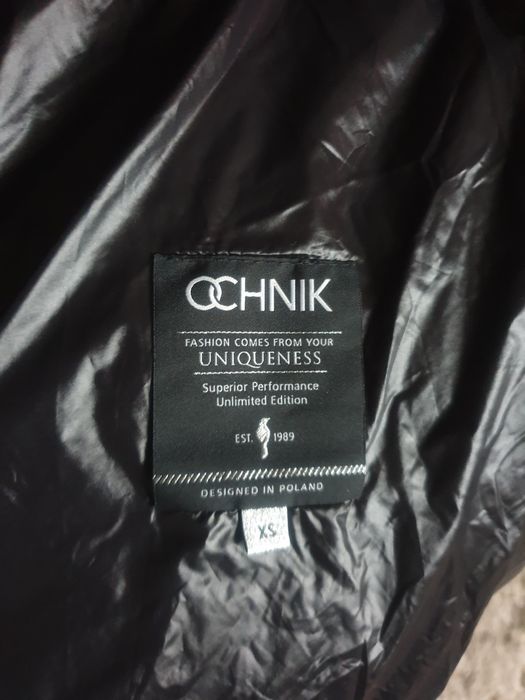 OCHNIK
FASHION COMES FROM YOUR
UNIQUENESS
Superior Performance
Unlimited Edition
EST. 1989
DESIGNED IN POLAND
XS